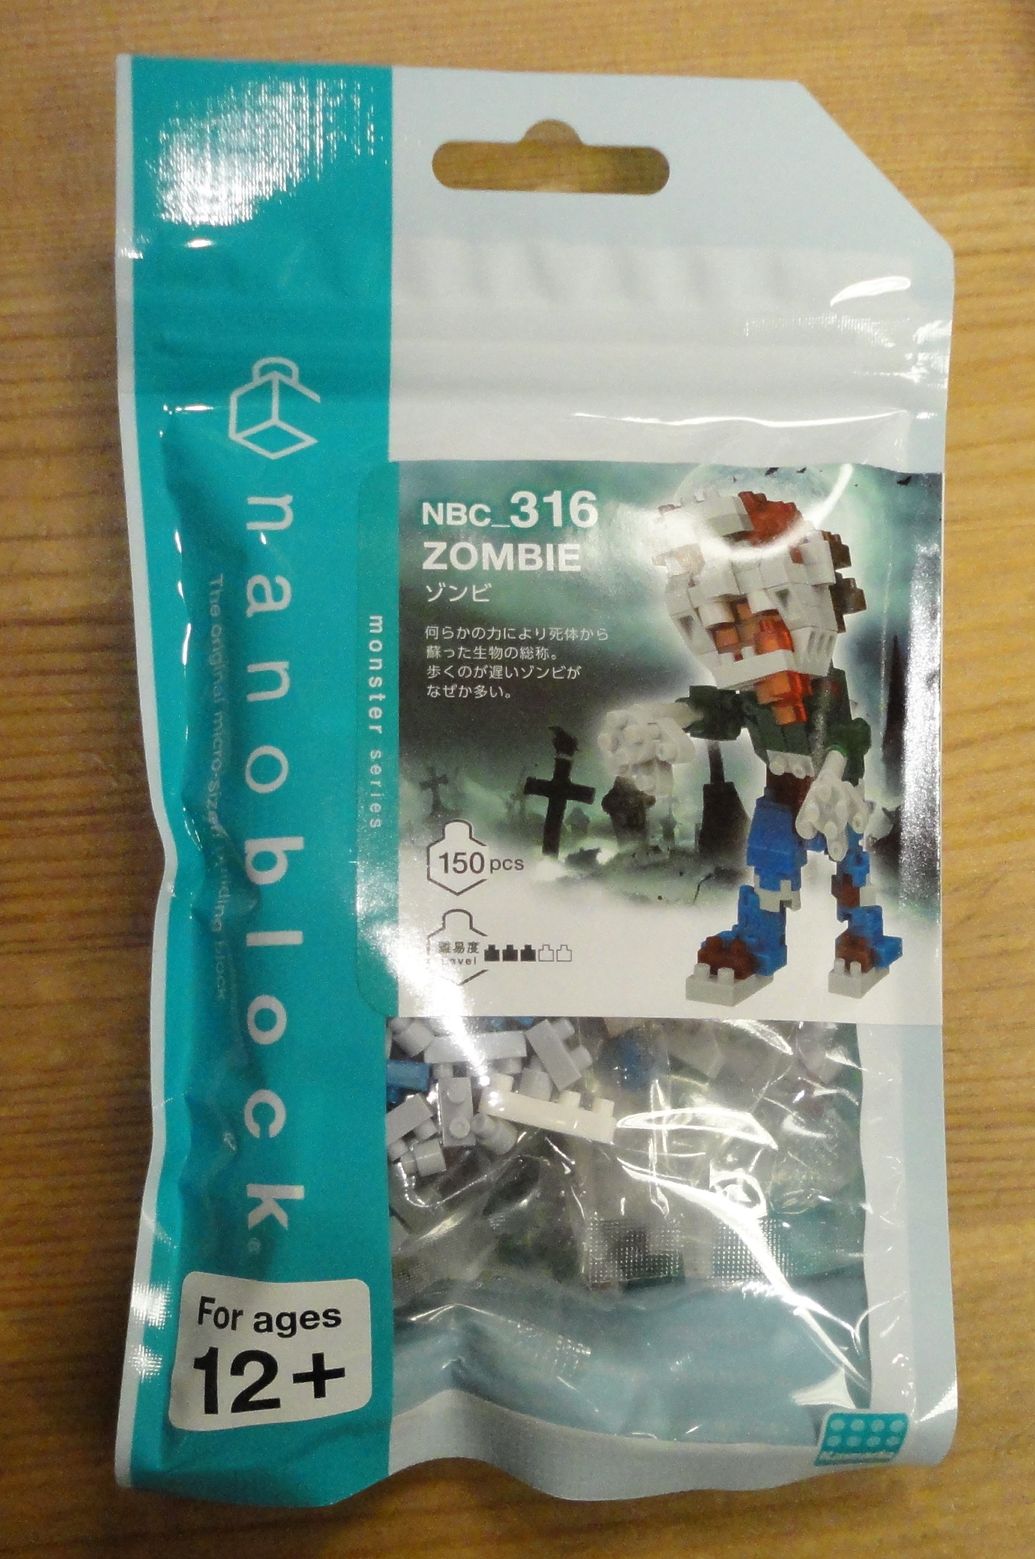 nanoblock®
The original micro-sized building block
monster series
NBC_316
ZOMBIE
ゾンビ
何らかの力により死体から
蘇った生物の総称。
歩くのが遅いゾンビが
なぜか多い。
150 pcs
難易度
Level
For ages
12+